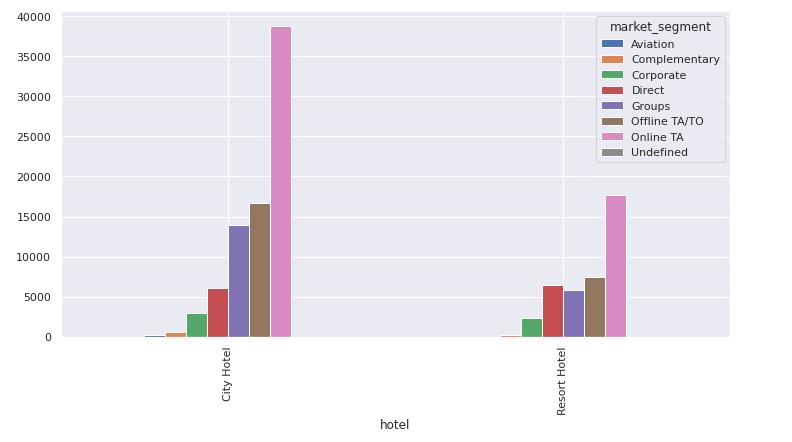 40000
35000
30000
25000
20000
15000
10000
5000
0
market_segment
Aviation
Complementary
Corporate
Direct
Groups
Offline TA/TO
Online TA
Undefined
City Hotel
Resort Hotel
hotel